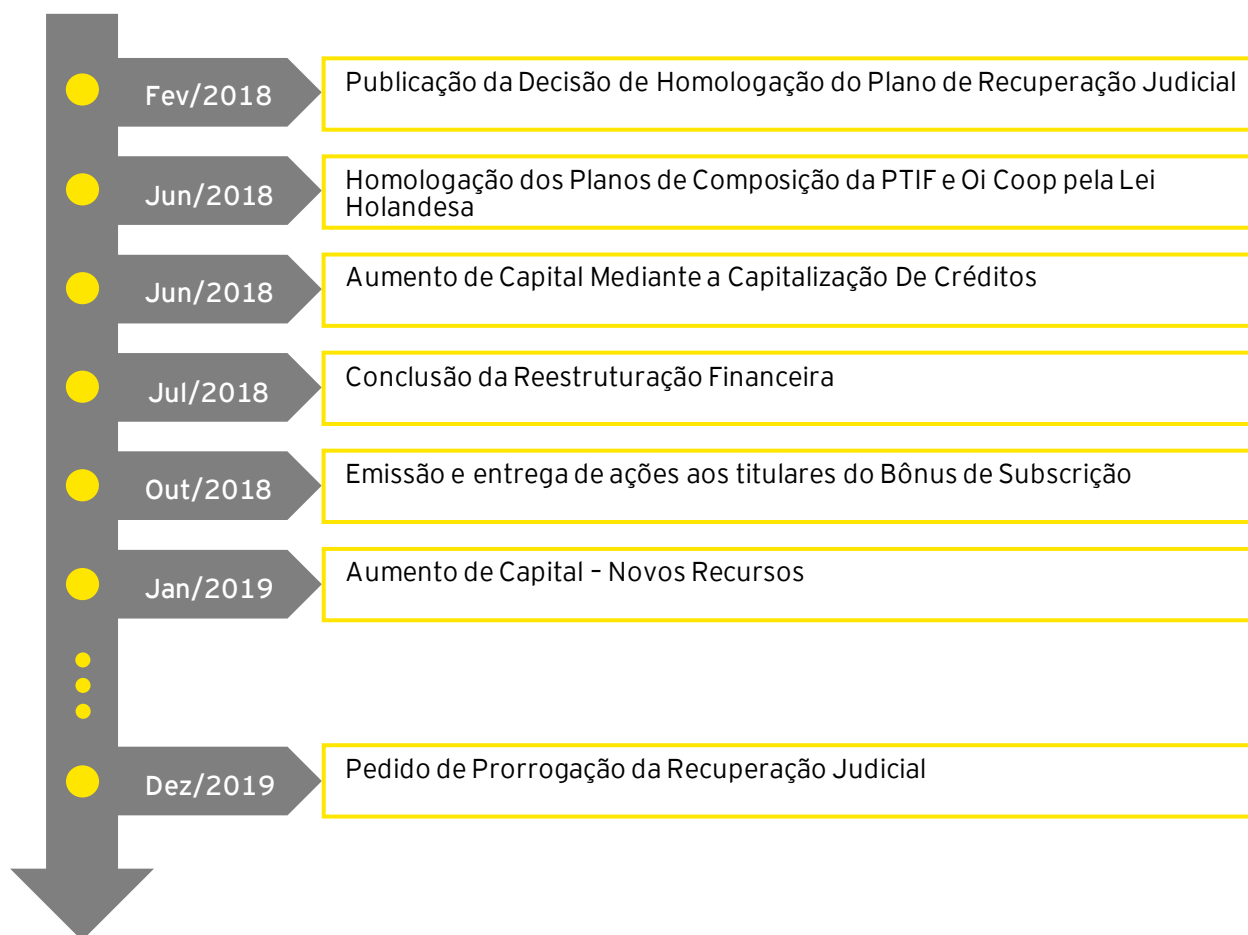 Fev/2018
Publicação da Decisão de Homologação do Plano de Recuperação Judicial
Jun/2018
Homologação dos Planos de Composição da PTIF e Oi Coop pela Lei
Holandesa
Jun/2018
Aumento de Capital Mediante a Capitalização De Créditos
Jul/2018
Conclusão da Reestruturação Financeira
Out/2018
Emissão e entrega de ações aos titulares do Bônus de Subscrição
Jan/2019
Aumento de Capital – Novos Recursos
Dez/2019
Pedido de Prorrogação da Recuperação Judicial